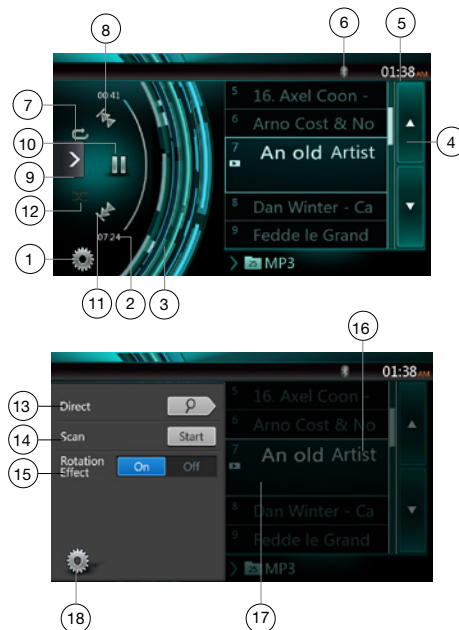 8
6
5
01:38 AM
00:41
5 16. Axel Coon -
7
6 Arno Cost & No
10
7 An old Artist
4
9
12
8 Dan Winter - Ca
9 Fedde le Grand
1
07:24
25 MP3
11
2
3
16
01:38 AM
13
Direct
5 16. Axel Coon -
14
Scan
Start
6 Arno Cost & No
15
Rotation
Effect
On
Off
7 An old Artist
8 Dan Winter - Ca
9 Fedde le Grand
25 MP3
18
17